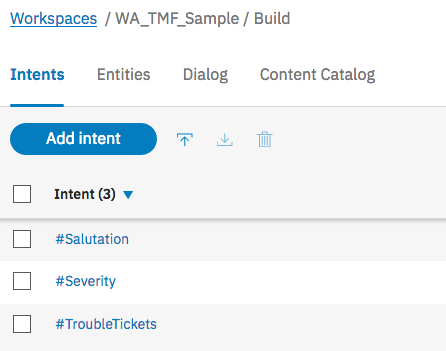 Workspaces / WA_TMF_Sample / Build
Intents Entities Dialog Content Catalog
Add intent
Intent (3)
#Salutation
#Severity
#TroubleTickets